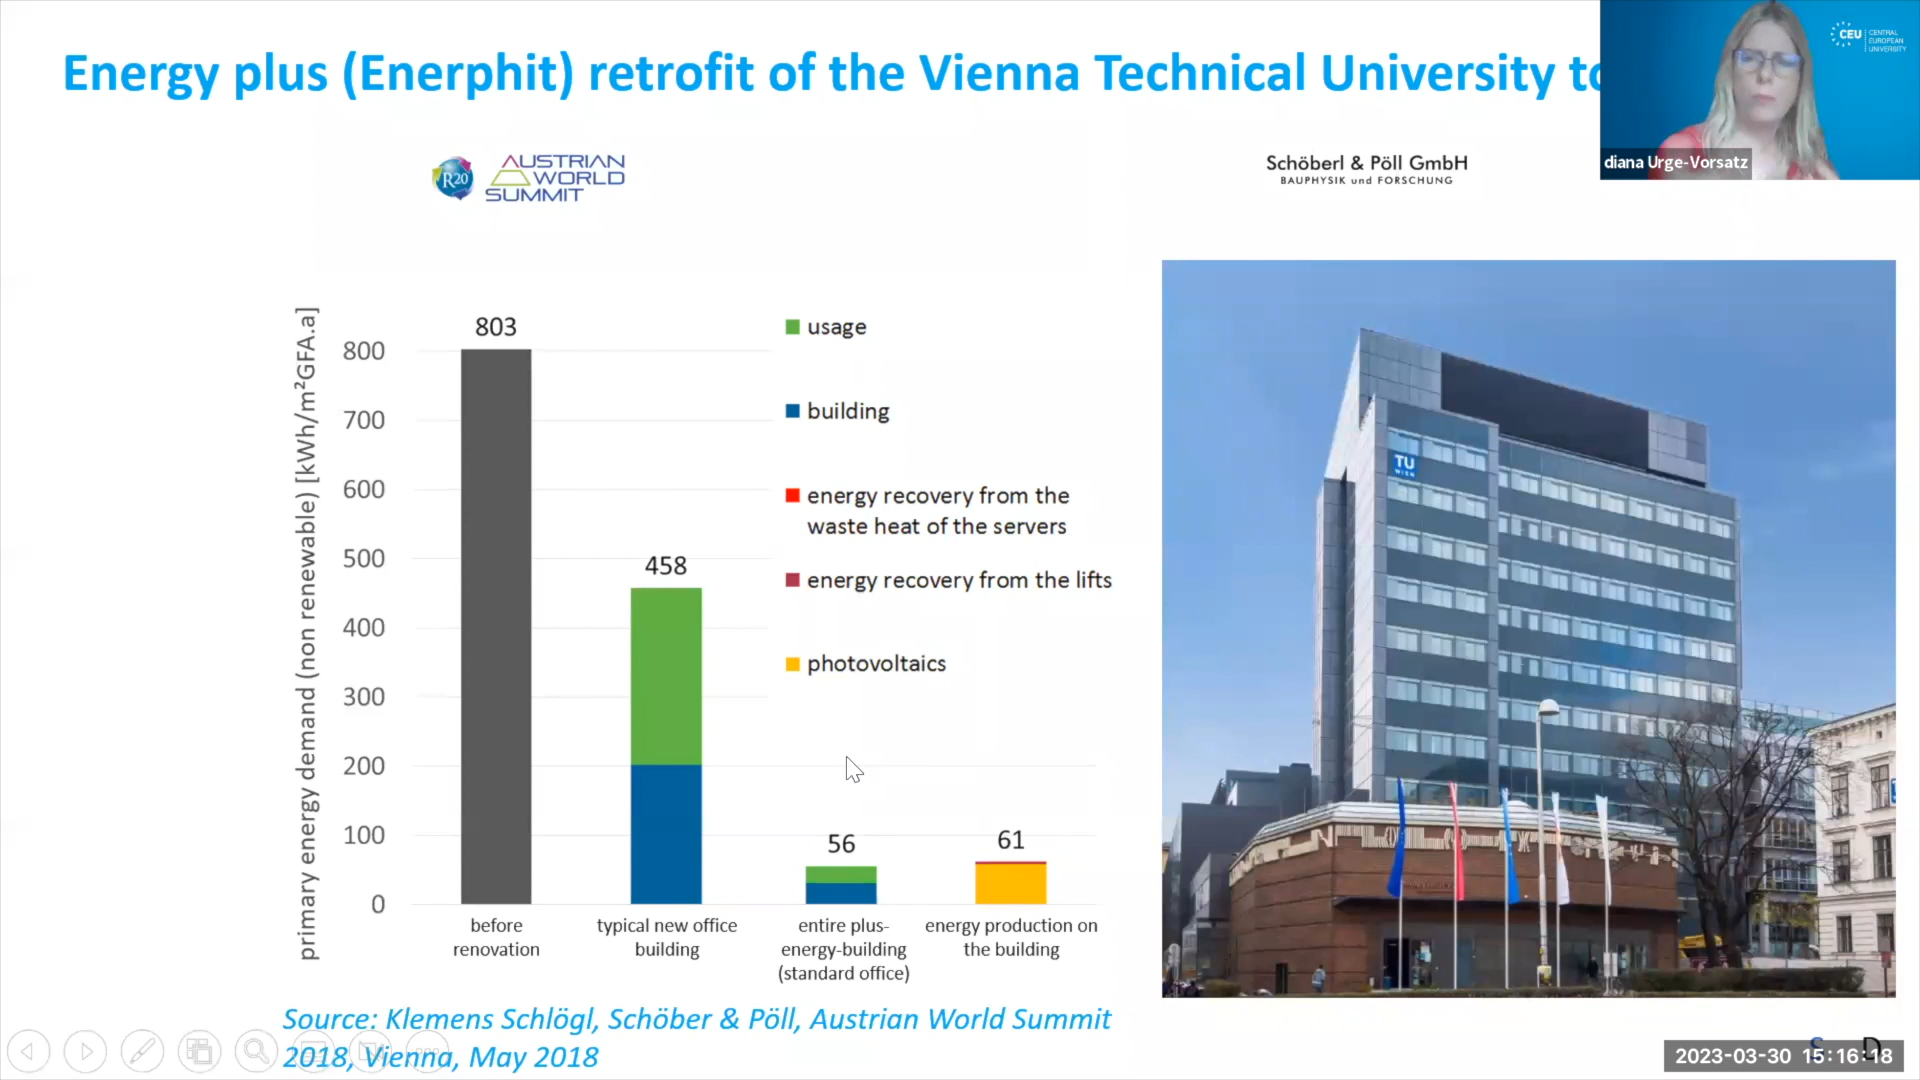 Energy plus (Enerphit) retrofit of the Vienna Technical University to
CEU CENTRAL
EUROPEAN
UNIVERSITY
diana Urge-Vorsatz
R20
AUSTRIAN
WORLD
SUMMIT
Schöberl & Pöll GmbH
BAUPHYSIK und FORSCHUNG
primary energy demand (non renewable) [kWh/m²GFA.a]
800
700
600
500
400
300
200
100
0
803
458
56
61
usage
building
energy recovery from the
waste heat of the servers
energy recovery from the lifts
photovoltaics
before
renovation
typical new office
building
entire plus-
energy-building
(standard office)
energy production on
the building
TU
WIEN
Source: Klemens Schlögl, Schöber & Pöll, Austrian World Summit
2018, Vienna, May 2018
S D
2023-03-30 15:16:18